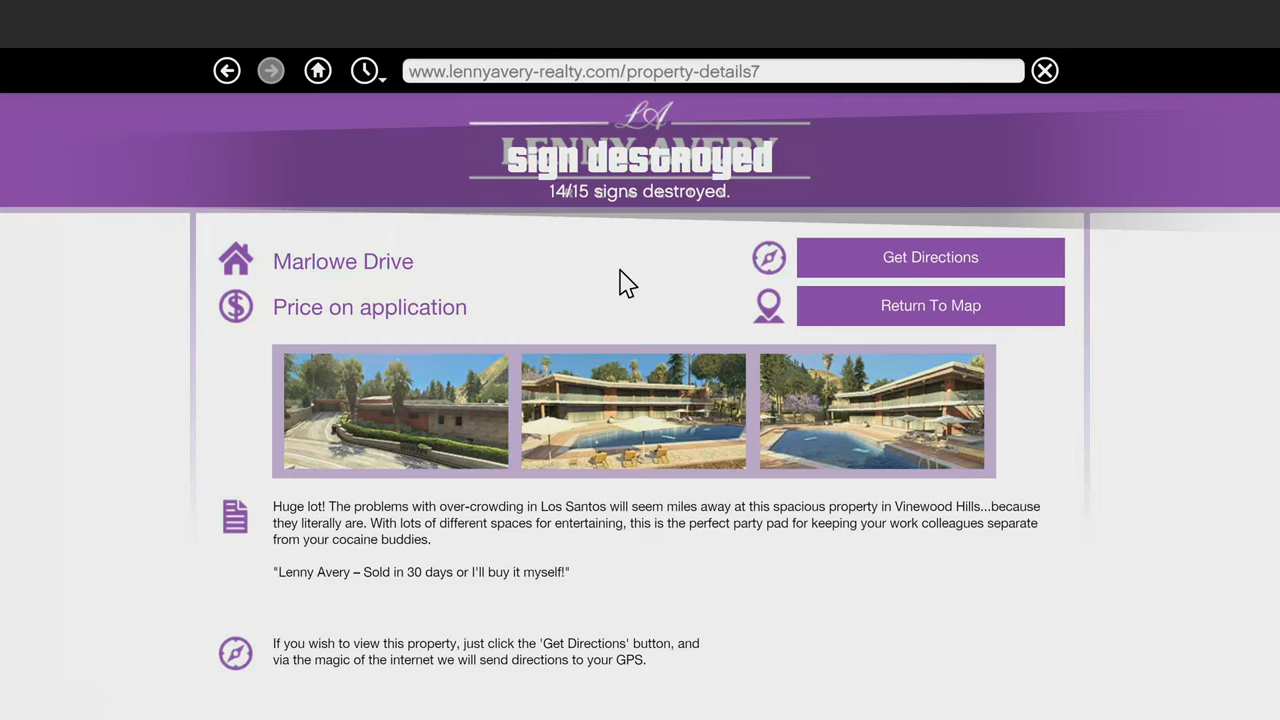 www.lennyavery-realty.com/property-details7
LA
LENNY AVERY
sign destroyed
14/15 signs destroyed.
Marlowe Drive
Get Directions
Price on application
Return To Map
Huge lot! The problems with over-crowding in Los Santos will seem miles away at this spacious property in Vinewood Hills...because
they literally are. With lots of different spaces for entertaining, this is the perfect party pad for keeping your work colleagues separate
from your cocaine buddies.
"Lenny Avery – Sold in 30 days or I'll buy it myself!"
If you wish to view this property, just click the 'Get Directions' button, and
via the magic of the internet we will send directions to your GPS.